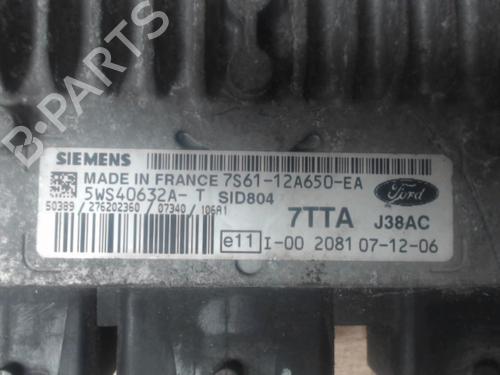 B-PARTS
SIEMENS
MADE IN FRANCE 7S61-12A650-EA
5WS40632A- T SID804
50389 / 276202360 / 07340 / 106A1
Ford
7TTA J38AC
e11 I-00 2081 07-12-06